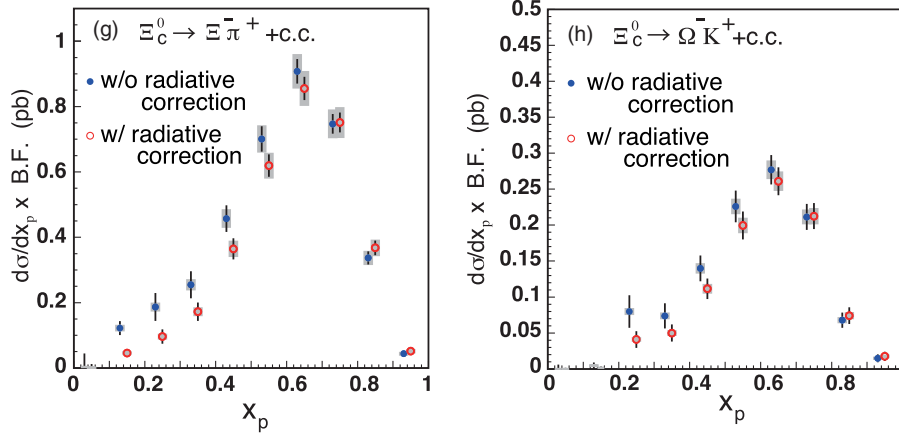 (g) Ξc⁰ → Ξ⁻π⁺ +c.c.
w/o radiative
correction
w/ radiative
correction
dσ/dxp x B.F. (pb)
1
0.8
0.6
0.4
0.2
0
0 0.2 0.4 0.6 0.8 1
xp
(h) Ξc⁰ → Ω⁻K⁺+c.c.
w/o radiative
correction
w/ radiative
correction
dσ/dxp x B.F. (pb)
0.5
0.45
0.4
0.35
0.3
0.25
0.2
0.15
0.1
0.05
0
0 0.2 0.4 0.6 0.8 1
xp